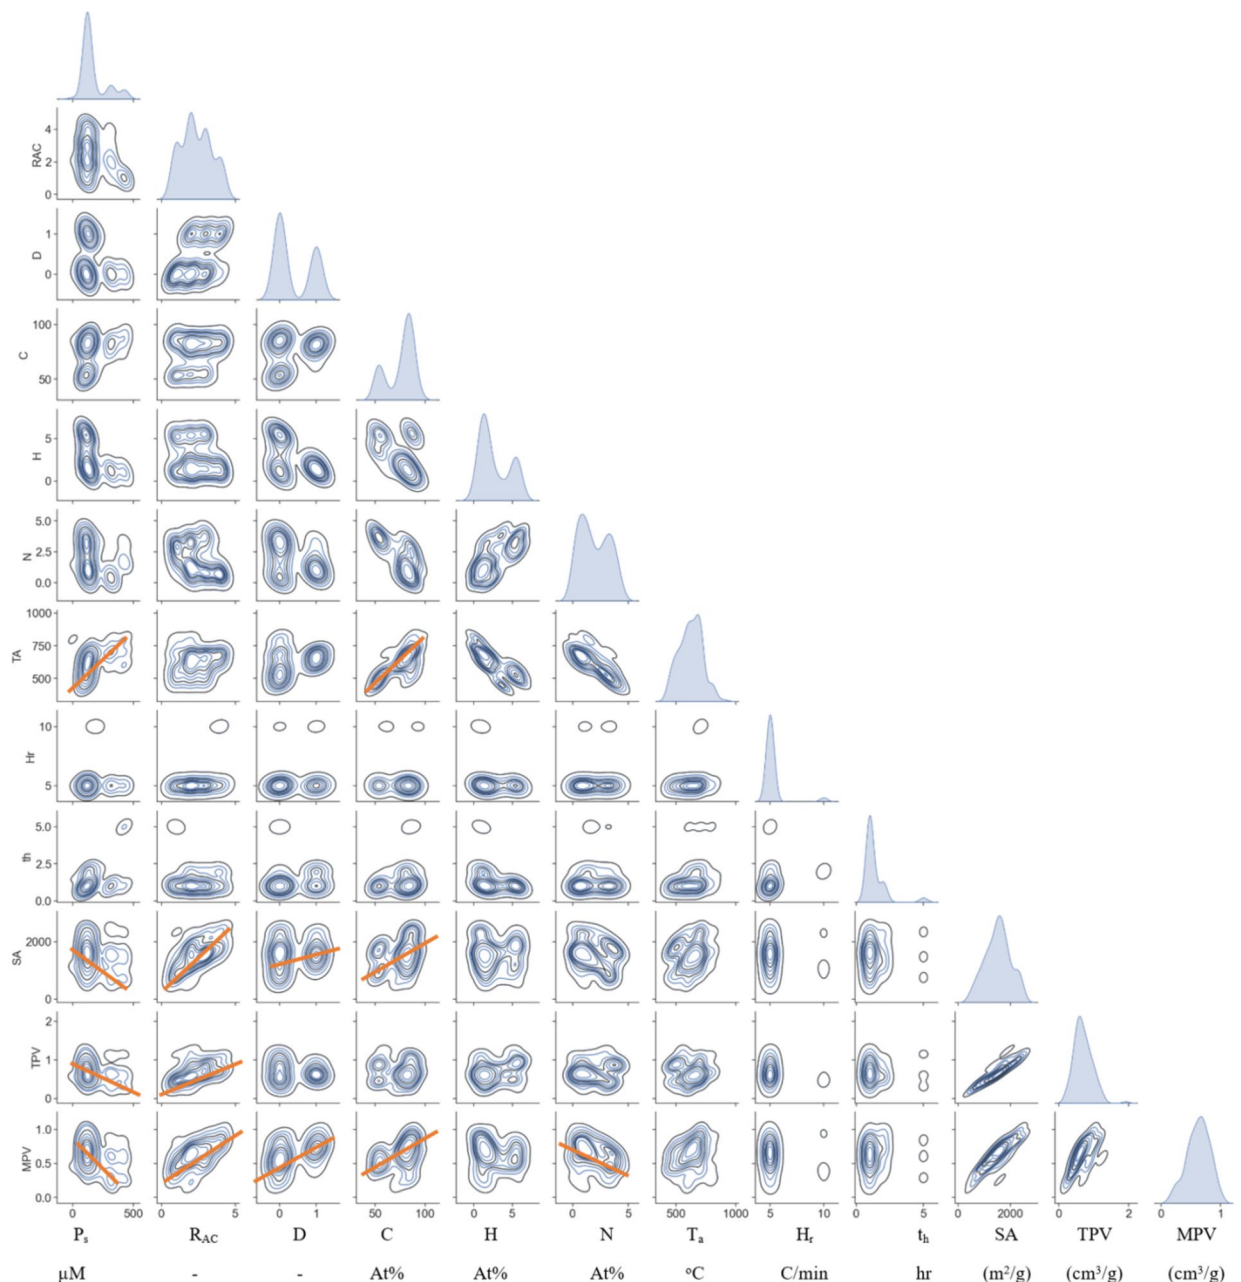 RAC
4
2
0
D
1
0
C
100
50
H
5
0
N
5.0
2.5
0.0
TA
1000
750
500
Hr
10
5
th
5.0
2.5
0.0
SA
2000
0
TPV
2
1
0
MPV
1.0
0.5
0.0
0 500 0 5 0 1 50 100 0 5 0 5 500 1000 5 10 0 5 0 2000 0 2 0 1
Ps RAC D C H N Ta Hr th SA TPV MPV
µM - - At% At% At% °C C/min hr (m²/g) (cm³/g) (cm³/g)